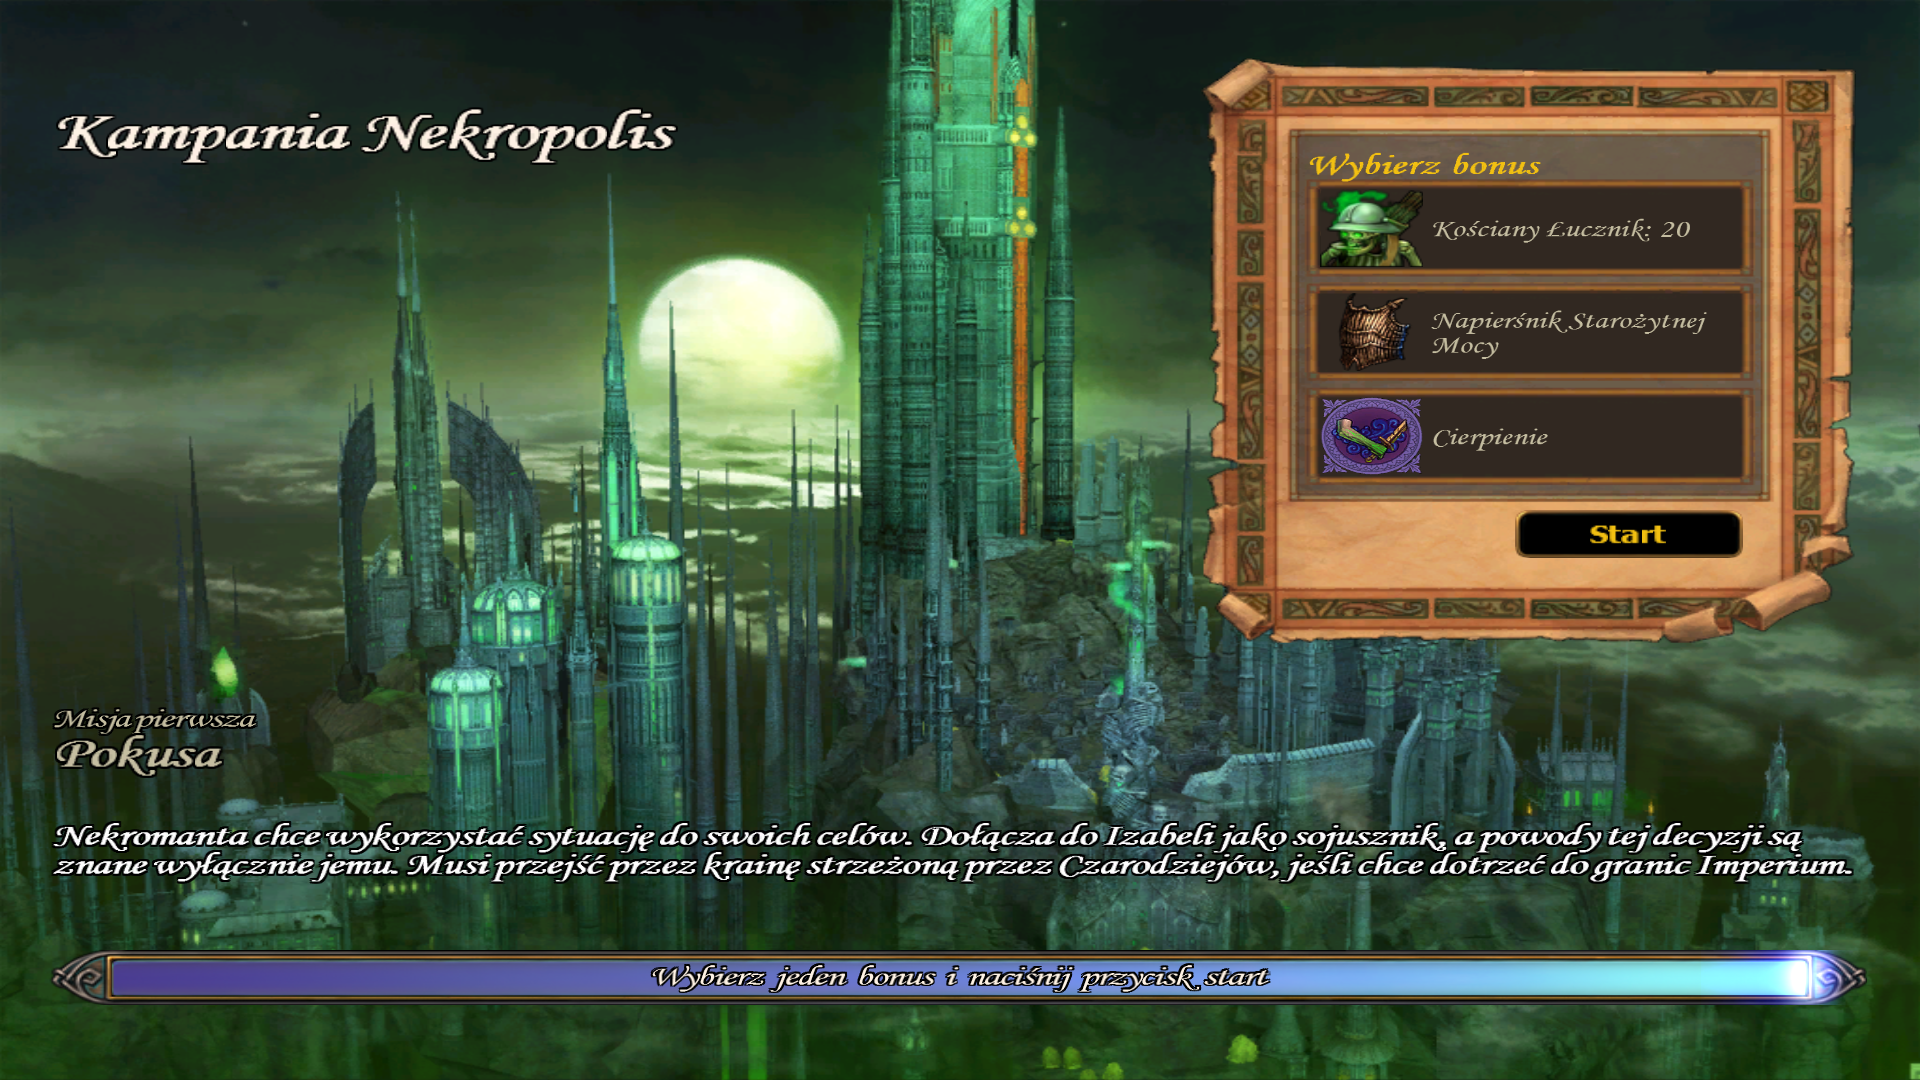 Kampania Nekropolis
Wybierz bonus
Kościany Łucznik: 20
Napierśnik Starożytnej
Mocy
Cierpienie
Start
Misja pierwsza
Pokusa
Nekromanta chce wykorzystać sytuację do swoich celów. Dołącza do Izabeli jako sojusznik, a powody tej decyzji są
znane wyłącznie jemu. Musi przejść przez krainę strzeżoną przez Czarodziejów, jeśli chce dotrzeć do granic Imperium.
Wybierz jeden bonus i naciśnij przycisk start